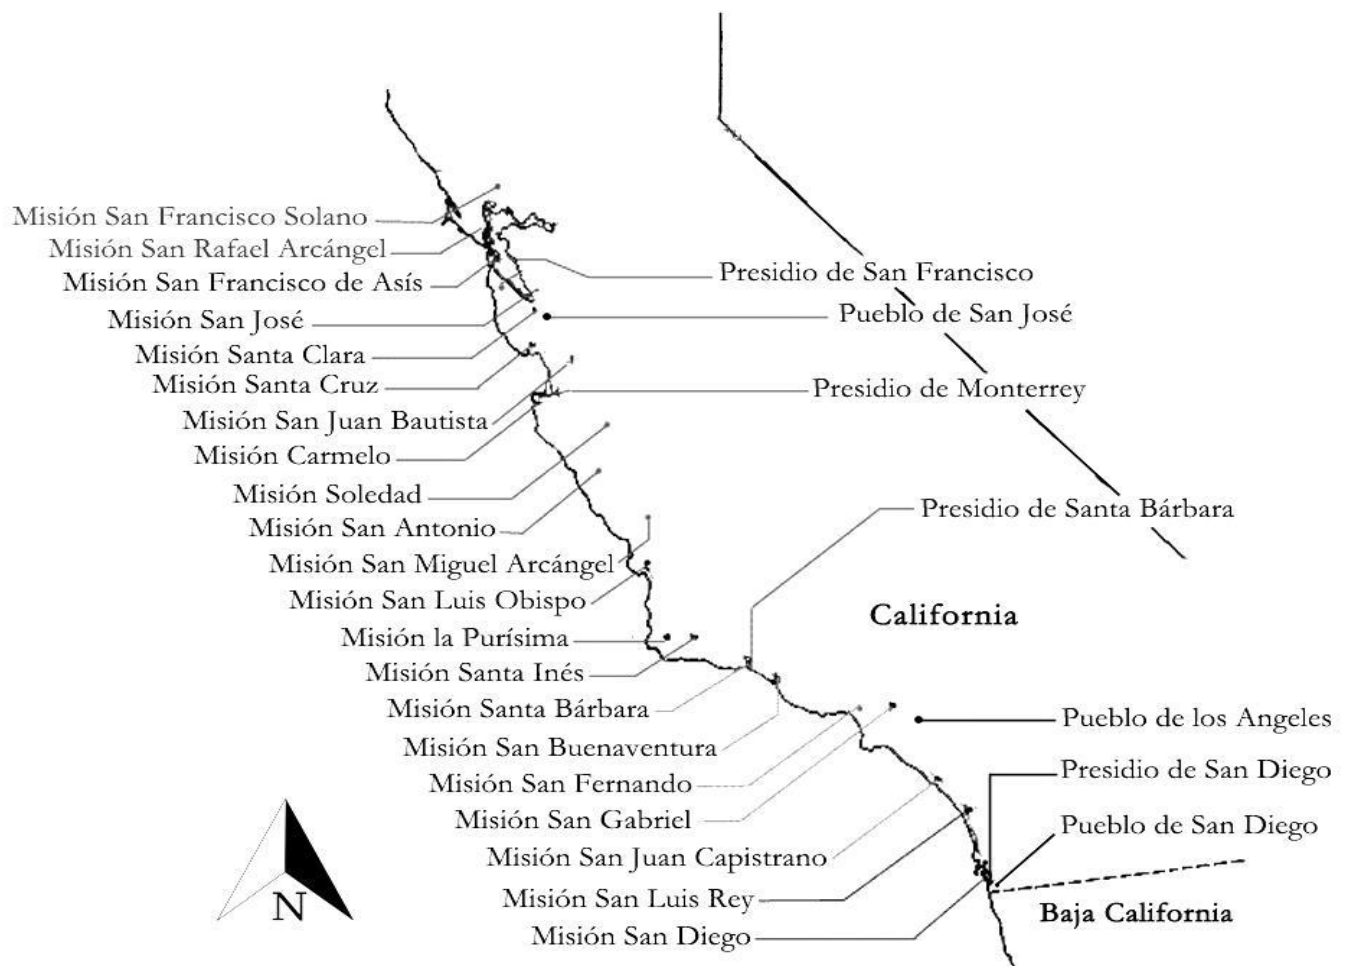 Misión San Francisco Solano
Misión San Rafael Arcángel
Misión San Francisco de Asís
Presidio de San Francisco
Misión San José
Pueblo de San José
Misión Santa Clara
Misión Santa Cruz
Presidio de Monterrey
Misión San Juan Bautista
Misión Carmelo
Misión Soledad
Presidio de Santa Bárbara
Misión San Antonio
Misión San Miguel Arcángel
Misión San Luis Obispo
California
Misión la Purísima
Misión Santa Inés
Misión Santa Bárbara
Pueblo de los Angeles
Misión San Buenaventura
Presidio de San Diego
Misión San Fernando
Misión San Gabriel
Pueblo de San Diego
Misión San Juan Capistrano
Misión San Luis Rey
N
Baja California
Misión San Diego